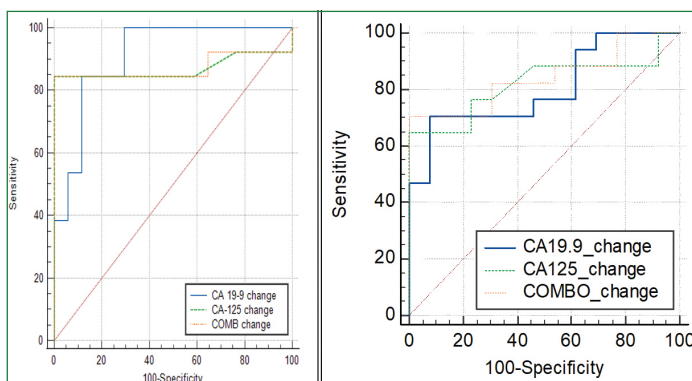 100
80
60
40
20
0
Sensitivity
0 20 40 60 80 100
100-Specificity
CA 19-9 change
CA-125 change
COMB change
100
80
60
40
20
0
Sensitivity
0 20 40 60 80 100
100-Specificity
CA19.9_change
CA125_change
COMBO_change